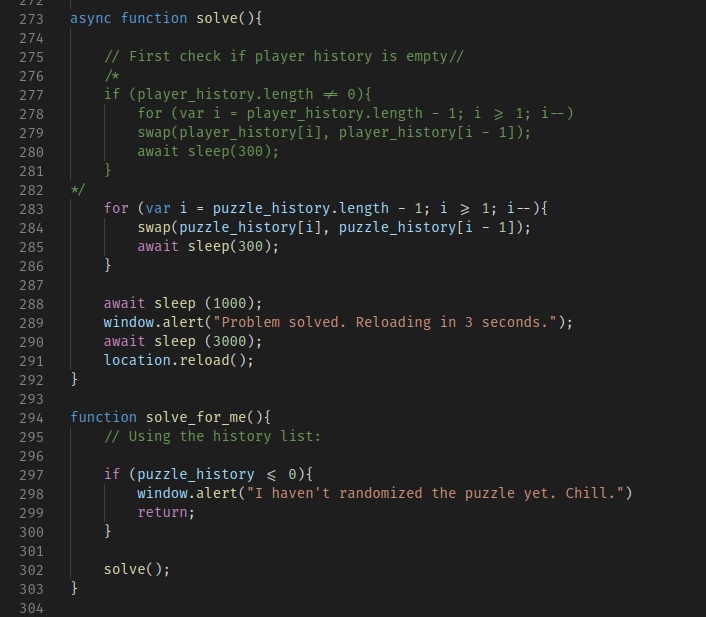 272
273 async function solve(){
274
275     // First check if player history is empty//
276     /*
277     if (player_history.length ≠ 0){
278         for (var i = player_history.length - 1; i ⩾ 1; i--)
279         swap(player_history[i], player_history[i - 1]);
280         await sleep(300);
281     }
282 */
283     for (var i = puzzle_history.length - 1; i ⩾ 1; i--){
284         swap(puzzle_history[i], puzzle_history[i - 1]);
285         await sleep(300);
286     }
287
288     await sleep (1000);
289     window.alert("Problem solved. Reloading in 3 seconds.");
290     await sleep (3000);
291     location.reload();
292 }
293
294 function solve_for_me(){
295     // Using the history list:
296
297     if (puzzle_history ⩽ 0){
298         window.alert("I haven't randomized the puzzle yet. Chill.")
299         return;
300     }
301
302     solve();
303 }
304